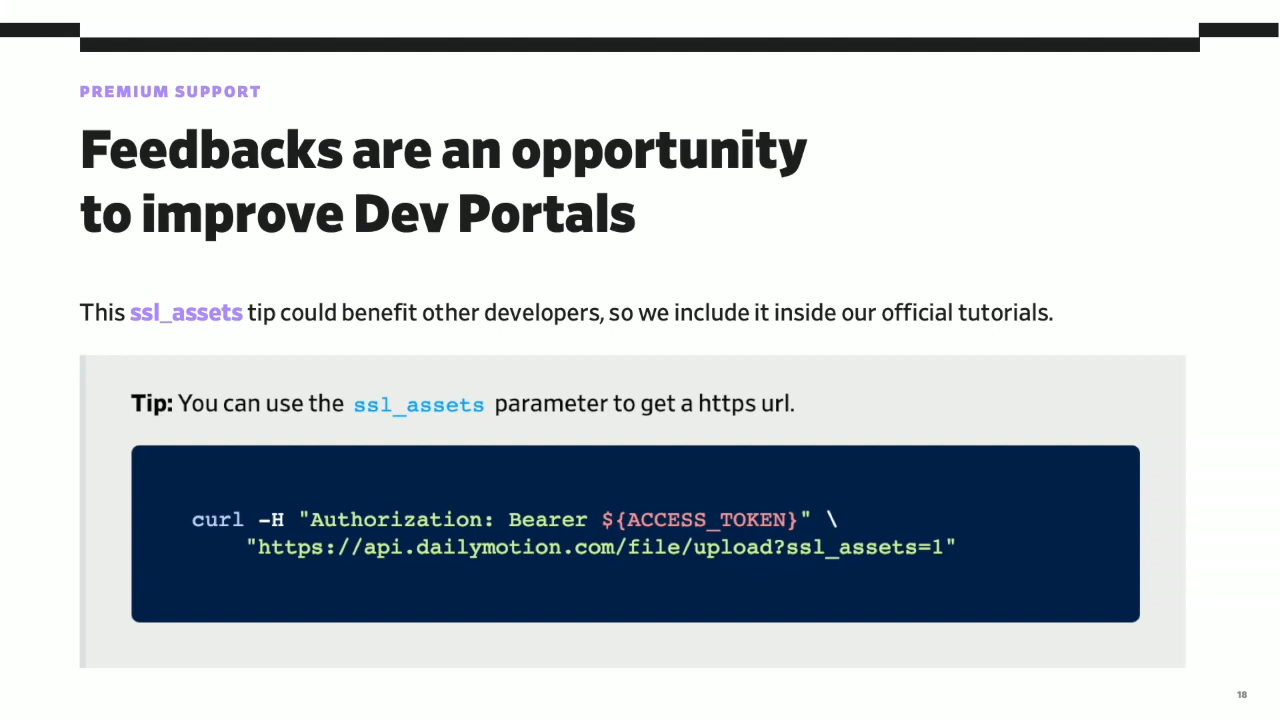 PREMIUM SUPPORT
Feedbacks are an opportunity
to improve Dev Portals
This ssl_assets tip could benefit other developers, so we include it inside our official tutorials.
Tip: You can use the ssl_assets parameter to get a https url.
curl -H "Authorization: Bearer ${ACCESS_TOKEN}" \
"https://api.dailymotion.com/file/upload?ssl_assets=1"
18